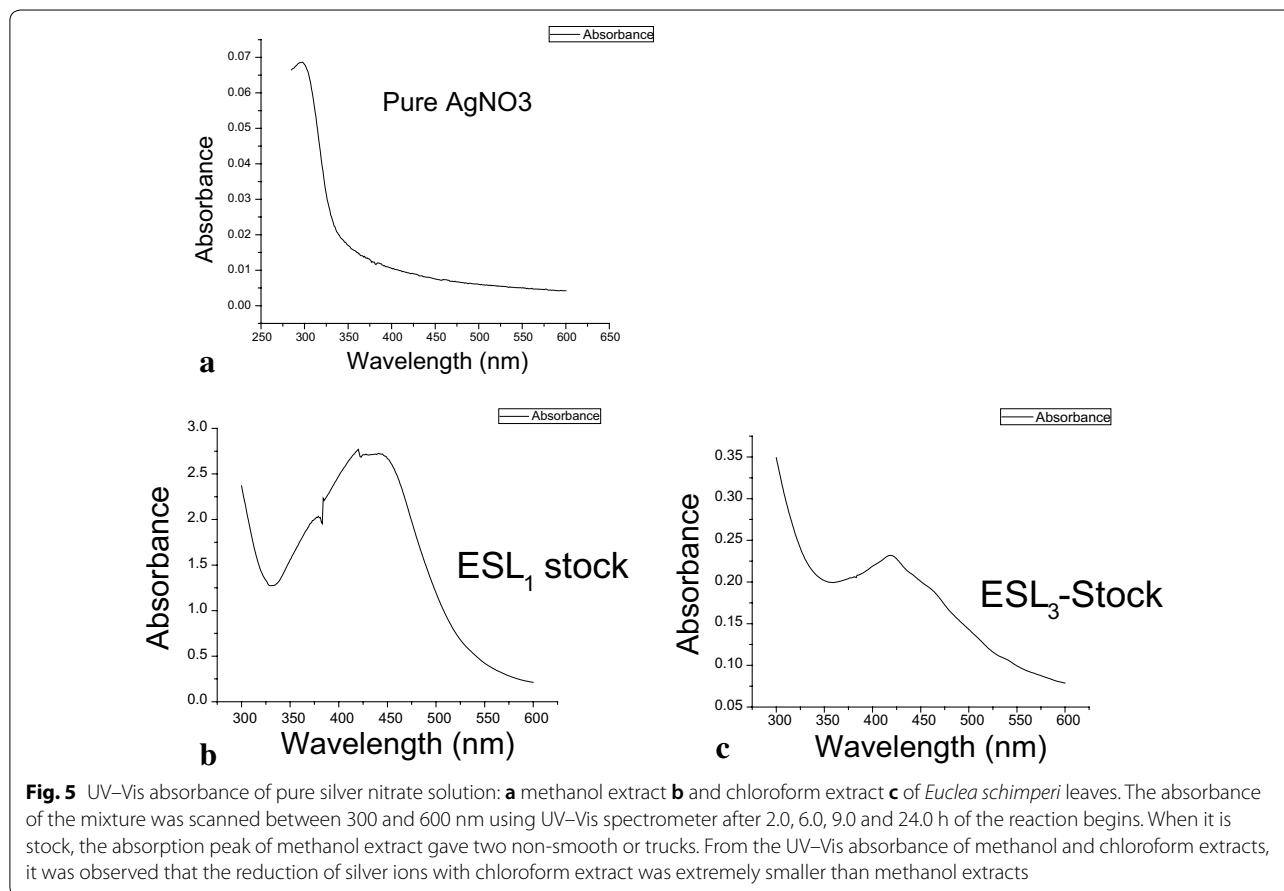 Absorbance
0.07
0.06
0.05
0.04
0.03
0.02
0.01
0.00
Absorbance
Pure AgNO3
250 300 350 400 450 500 550 600 650
Wavelength (nm)
a
Absorbance
3.0
2.5
2.0
1.5
1.0
0.5
0.0
Absorbance
ESL₁ stock
300 350 400 450 500 550 600
Wavelength (nm)
b
Absorbance
0.35
0.30
0.25
0.20
0.15
0.10
0.05
Absorbance
ESL₃-Stock
300 350 400 450 500 550 600
Wavelength (nm)
c
Fig. 5 UV–Vis absorbance of pure silver nitrate solution: a methanol extract b and chloroform extract c of Euclea schimperi leaves. The absorbance
of the mixture was scanned between 300 and 600 nm using UV–Vis spectrometer after 2.0, 6.0, 9.0 and 24.0 h of the reaction begins. When it is
stock, the absorption peak of methanol extract gave two non-smooth or trucks. From the UV–Vis absorbance of methanol and chloroform extracts,
it was observed that the reduction of silver ions with chloroform extract was extremely smaller than methanol extracts